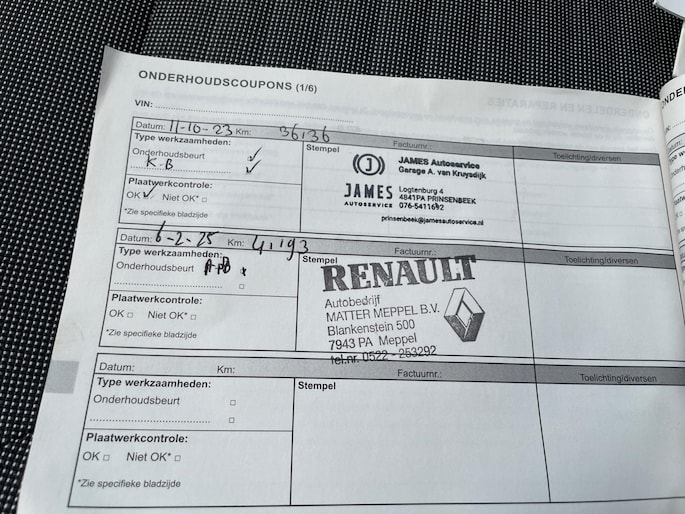 ONDERHOUDSCOUPONS (1/6)
VIN:
Datum: 11-10-23 Km: 36136 Factuurnr.: Toelichting/diversen
Type werkzaamheden: Stempel
Onderhoudsbeurt ✓
K.B ✓
Plaatwerkcontrole:
OK ✓ Niet OK* □
*Zie specifieke bladzijde
JAMES Autoservice
Garage A. van Kruysdijk
JAMES
AUTOSERVICE
Logtenburg 4
4841PA PRINSENBEEK
076-5411692
prinsenbeek@jamesautoservice.nl
Datum: 6-2-25 Km: 41193 Factuurnr.: Toelichting/diversen
Type werkzaamheden: Stempel
Onderhoudsbeurt
Plaatwerkcontrole:
OK □ Niet OK* □
*Zie specifieke bladzijde
RENAULT
Autobedrijf
MATTER MEPPEL B.V.
Blankenstein 500
7943 PA Meppel
tel.nr. 0522 - 253292
Datum: Km: Factuurnr.: Toelichting/diversen
Type werkzaamheden: Stempel
Onderhoudsbeurt □
Plaatwerkcontrole:
OK □ Niet OK* □
*Zie specifieke bladzijde